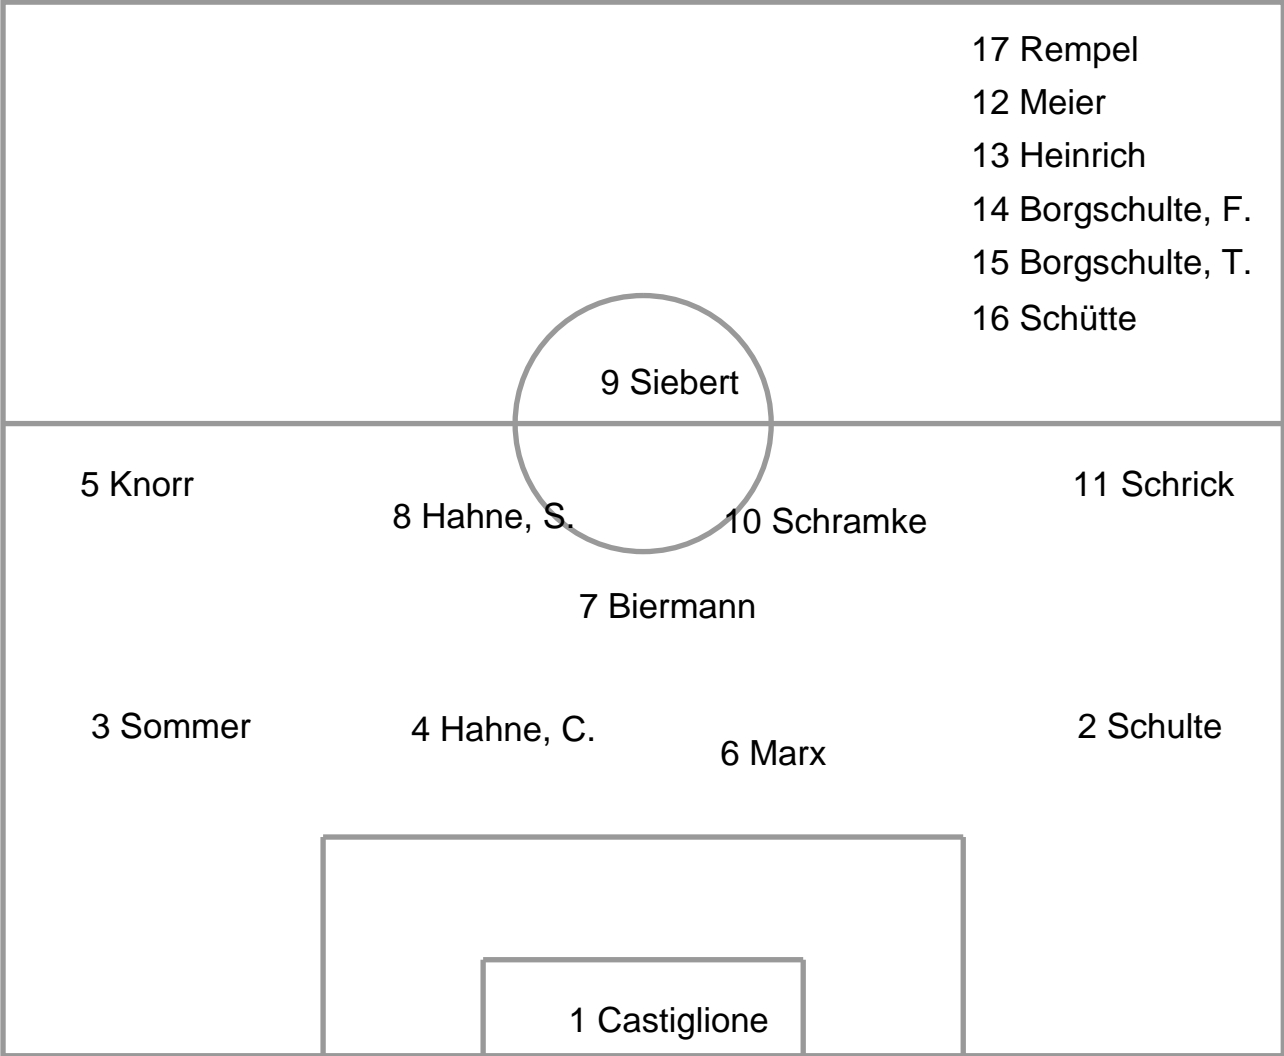 17 Rempel
12 Meier
13 Heinrich
14 Borgschulte, F.
15 Borgschulte, T.
16 Schütte
9 Siebert
5 Knorr
11 Schrick
8 Hahne, S.
10 Schramke
7 Biermann
3 Sommer
4 Hahne, C.
2 Schulte
6 Marx
1 Castiglione